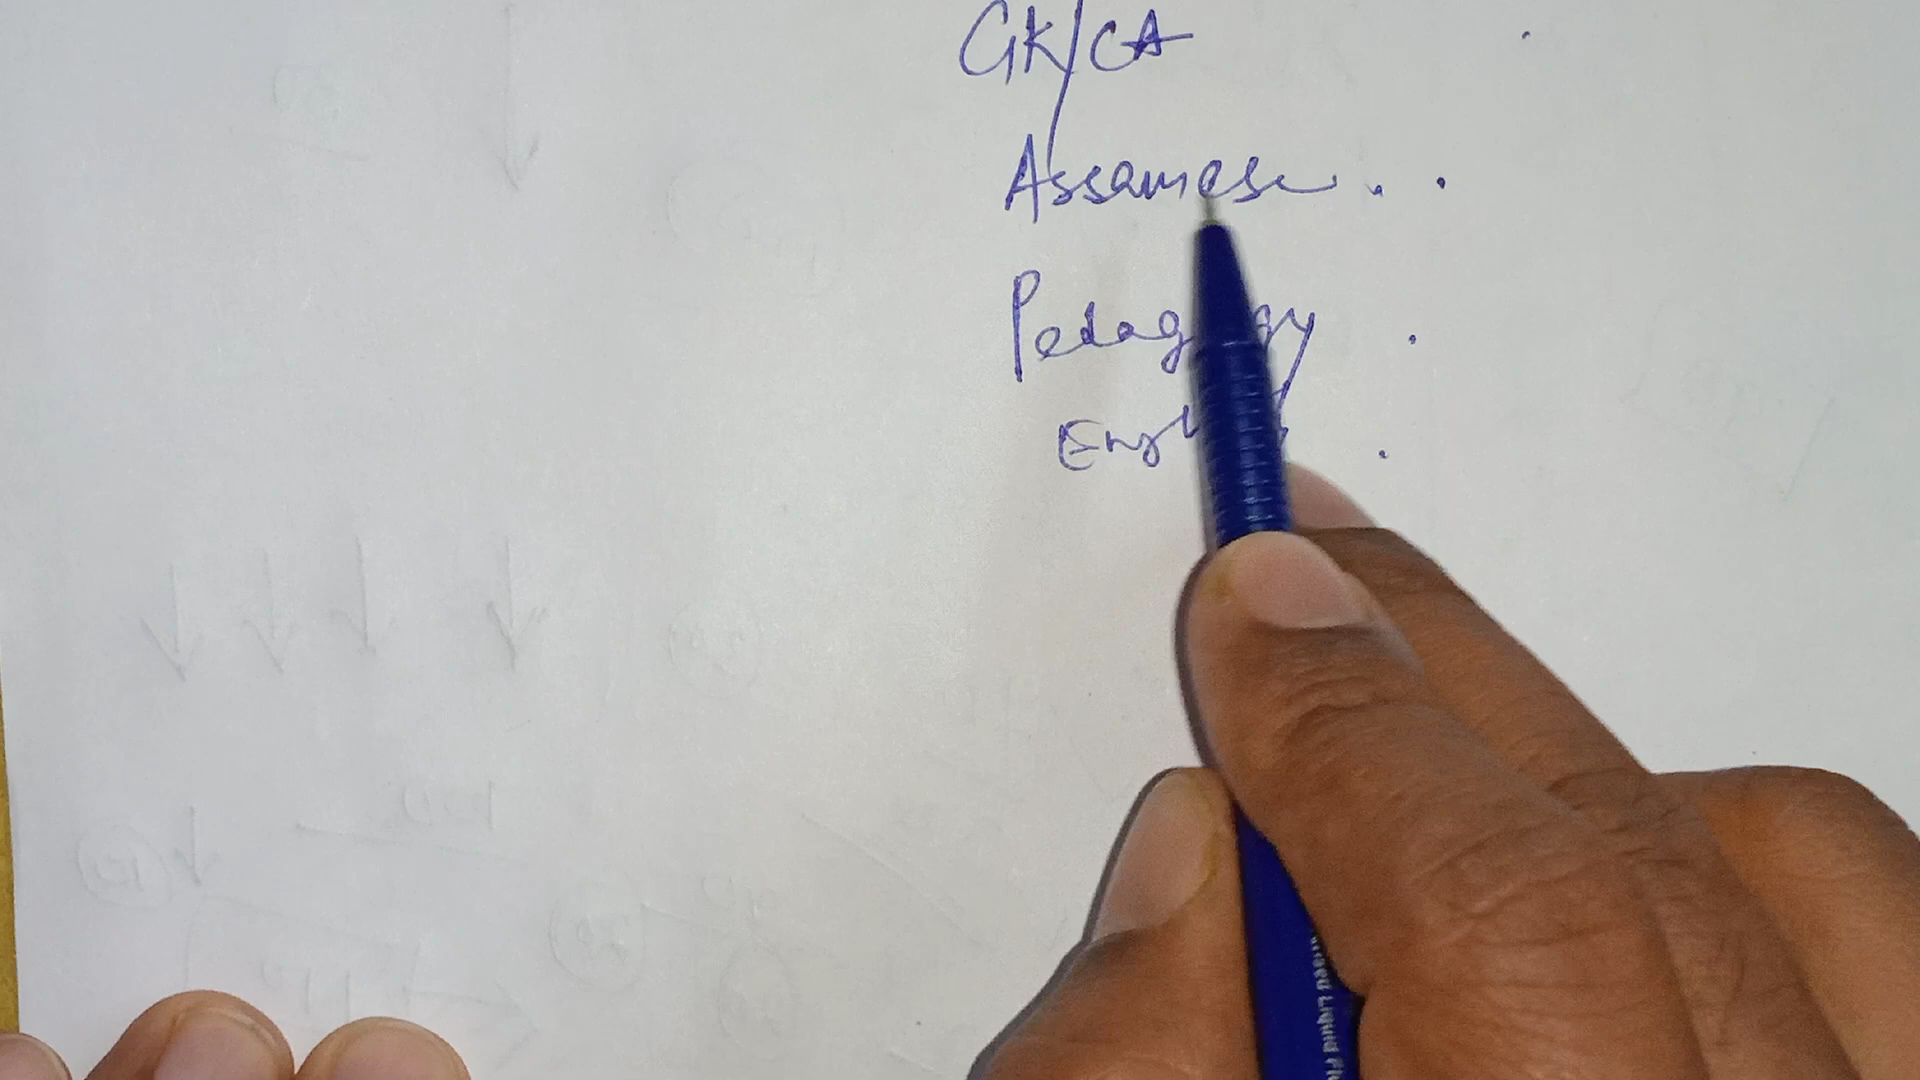 GK/CA
Assamese . .
Pedagogy .